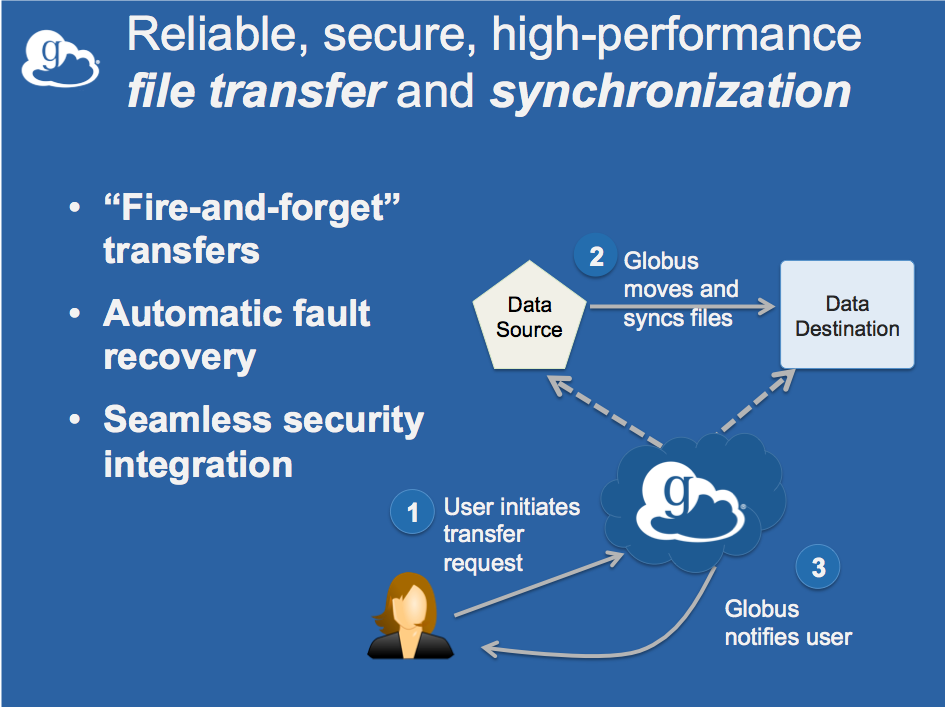 g
Reliable, secure, high-performance
file transfer and synchronization
• “Fire-and-forget”
transfers
• Automatic fault
recovery
• Seamless security
integration
2
Globus
moves and
syncs files
Data
Source
Data
Destination
1
User initiates
transfer
request
g
3
Globus
notifies user